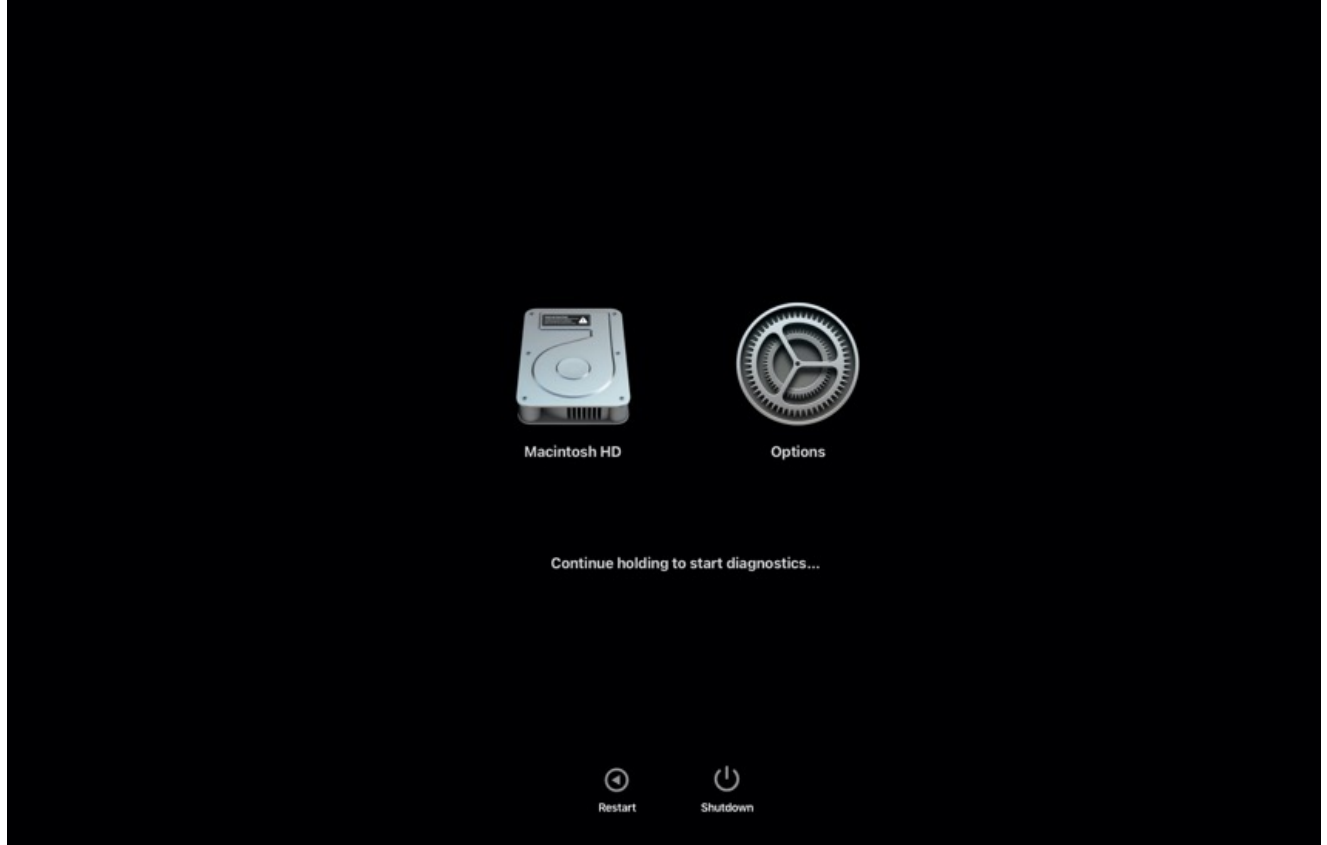 Macintosh HD
Options
Continue holding to start diagnostics...
Restart
Shutdown